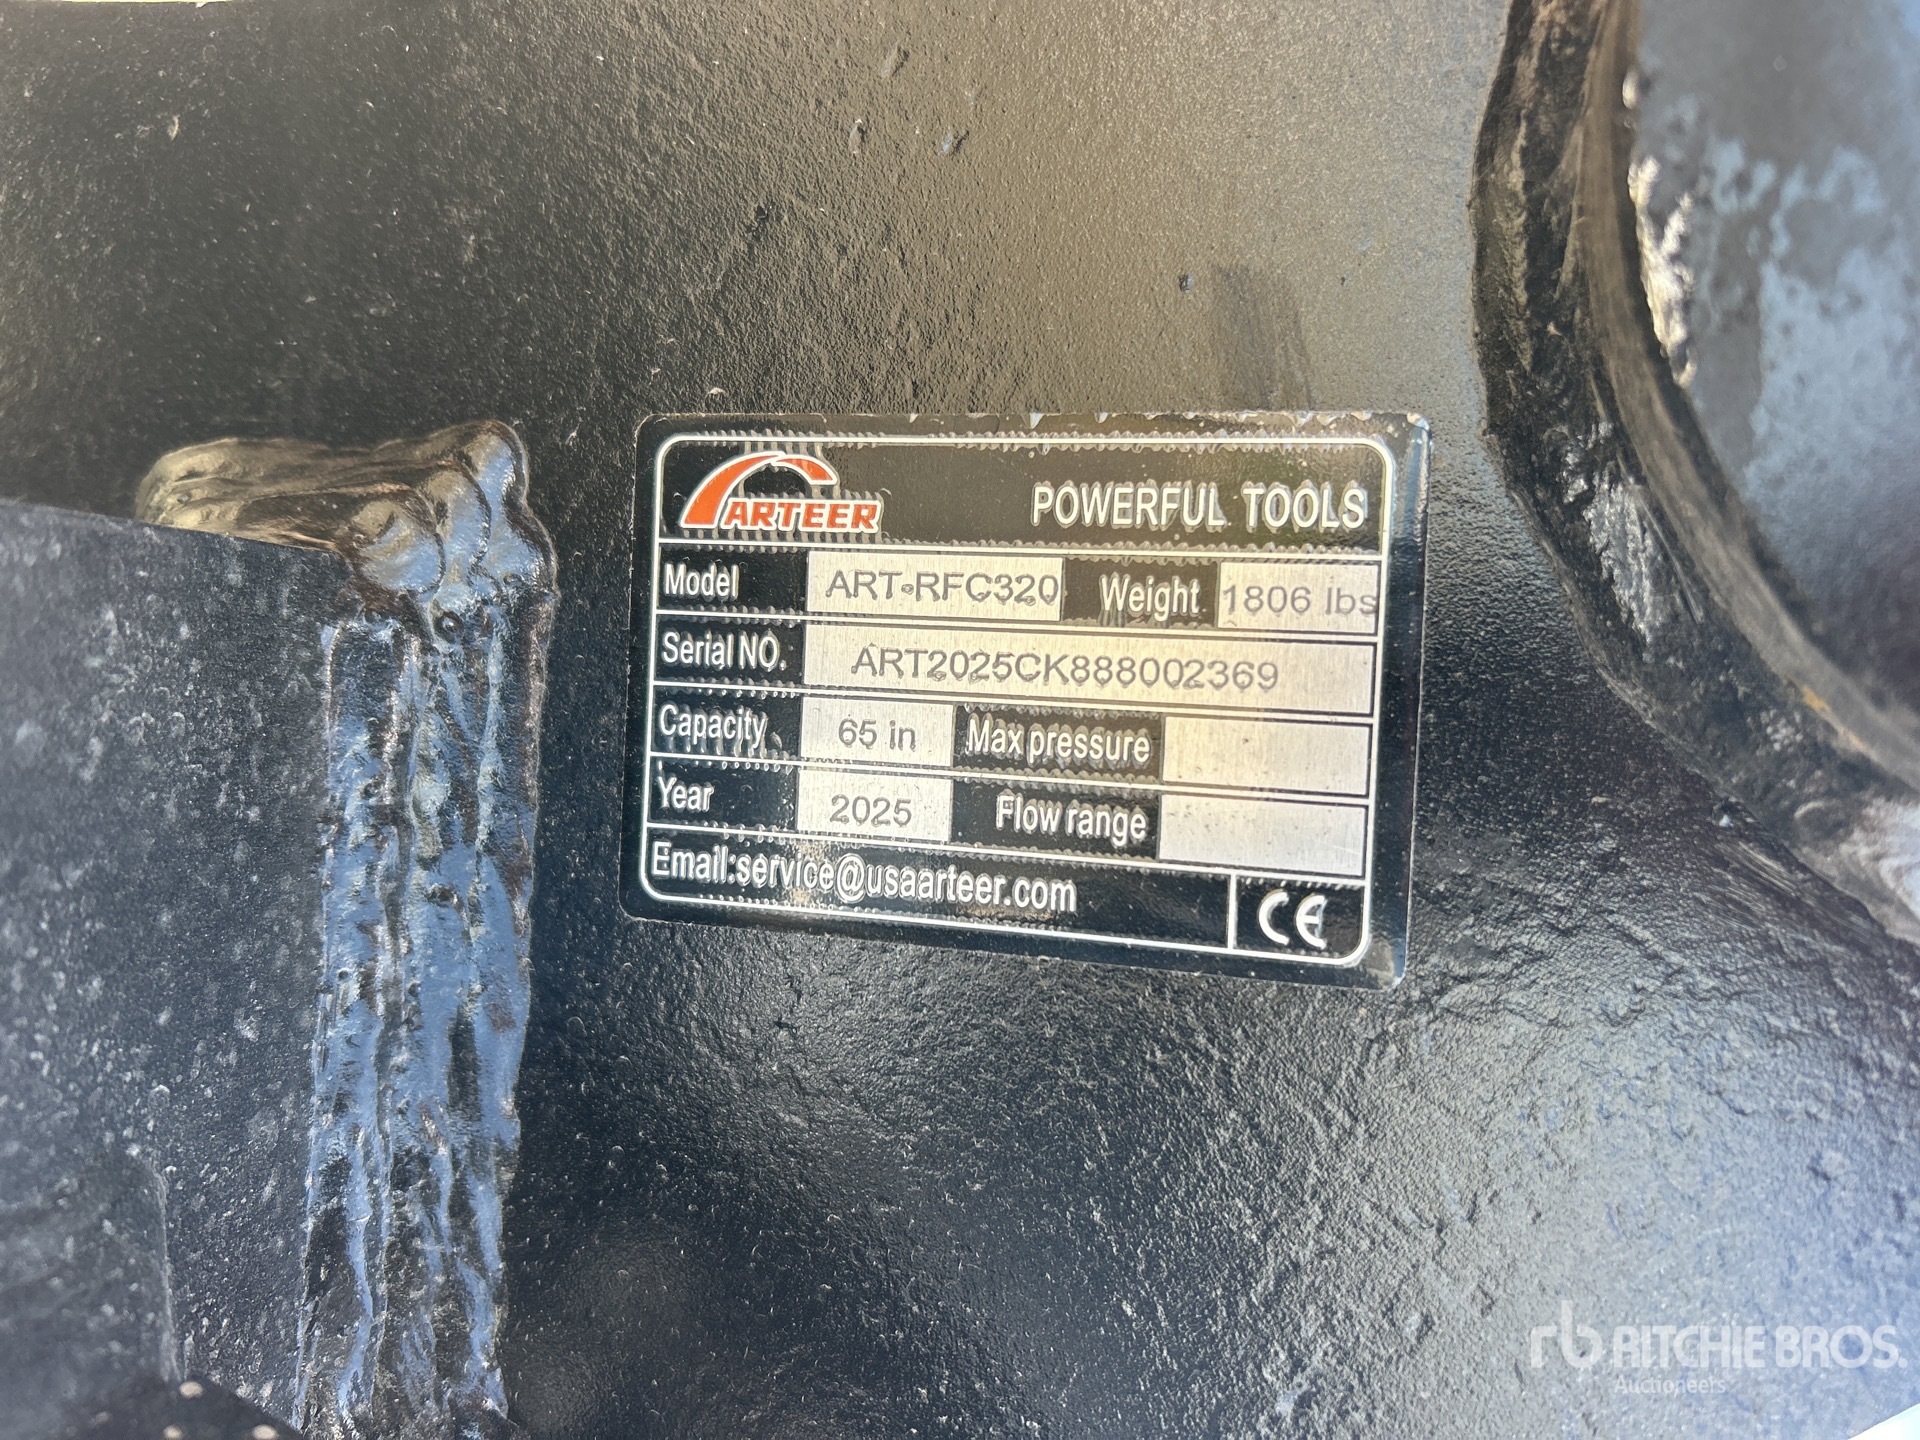 ARTEER POWERFUL TOOLS
Model ART-RFC320 Weight 1806 lbs
Serial NO. ART2025CK888002369
Capacity 65 in Max pressure
Year 2025 Flow range
Email:service@usaarteer.com CE
rb RITCHIE BROS.
Auctioneers